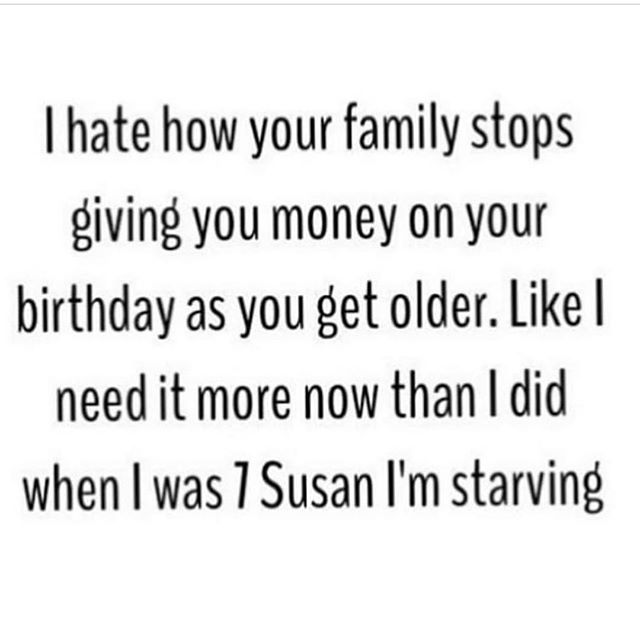 I hate how your family stops
giving you money on your
birthday as you get older. Like I
need it more now than I did
when I was 7 Susan I'm starving